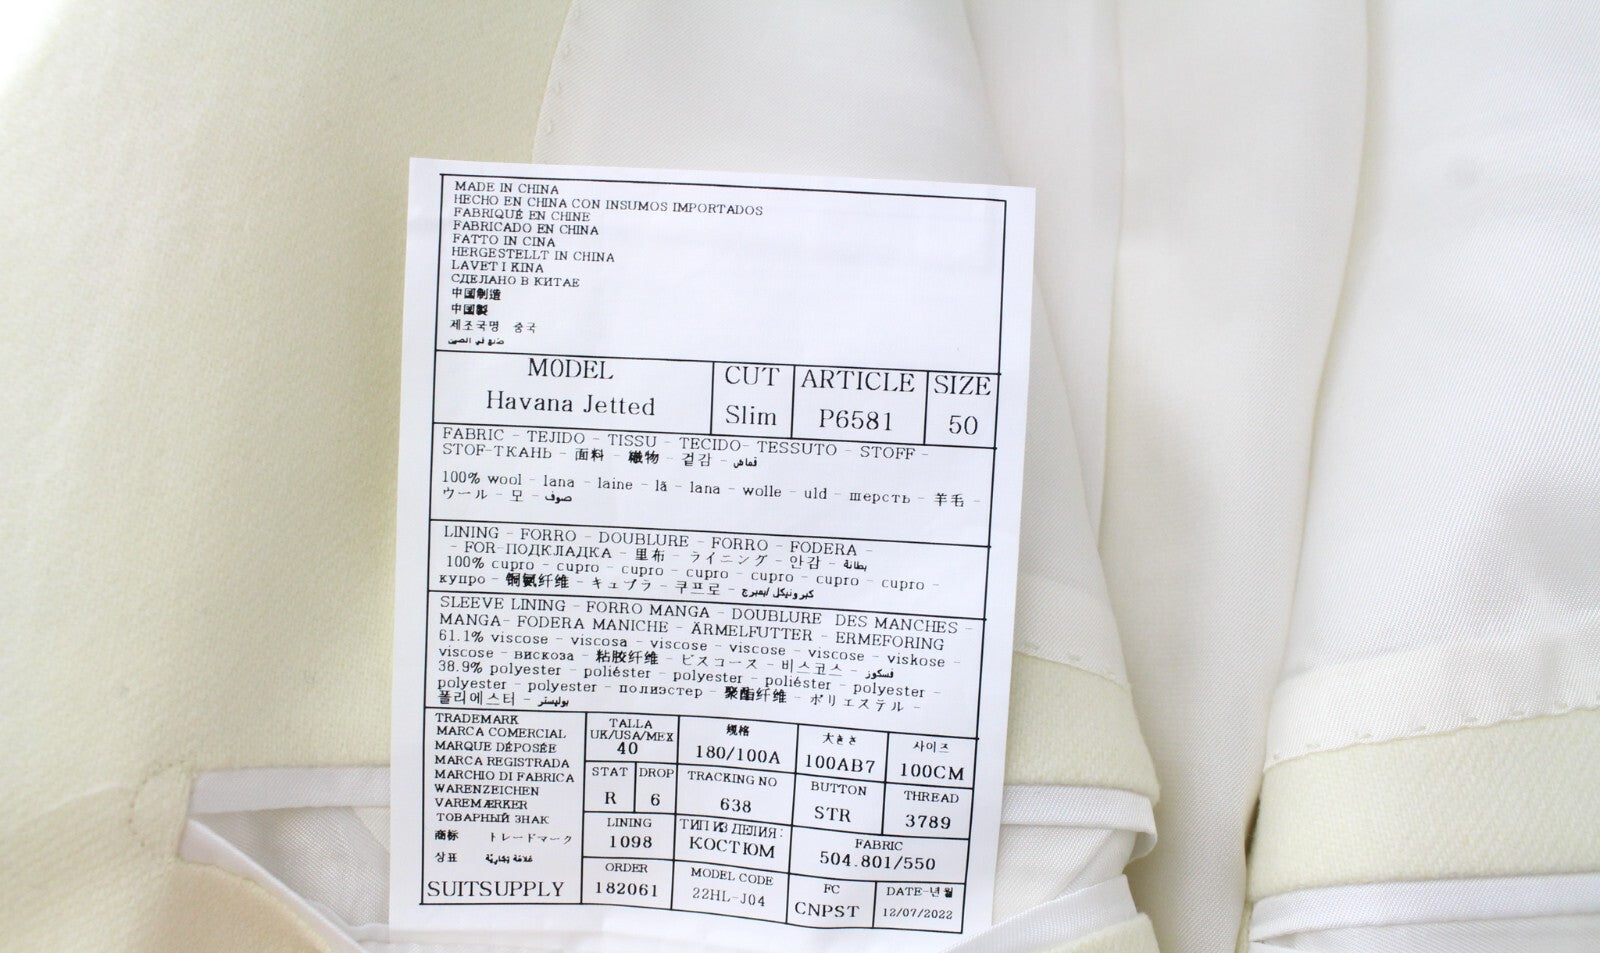 MADE IN CHINA
HECHO EN CHINA CON INSUMOS IMPORTADOS
FABRIQUÉ EN CHINE
FABRICADO EN CHINA
FATTO IN CINA
HERGESTELLT IN CHINA
LAVET I KINA
СДЕЛАНО В КИТАЕ
中国制造
中國製
제조국명 중국
صنع في الصين
MODEL
Havana Jetted
CUT
Slim
ARTICLE
P6581
SIZE
50
FABRIC - TEJIDO - TISSU - TECIDO- TESSUTO - STOFF -
STOF-ТКАНЬ - 面料 - 織物 - 겉감 - قماش
100% wool - lana - laine - lã - lana - wolle - uld - шерсть - 羊毛 -
ウール - 모 - صوف
LINING - FORRO - DOUBLURE - FORRO - FODERA -
- FOR-ПОДКЛАДКА - 里布 - ライニング - 안감 - بطانة
100% cupro - cupro - cupro - cupro - cupro - cupro - cupro -
купро - 铜氨纤维 - キュプラ - 쿠프로 -
SLEEVE LINING - FORRO MANGA - DOUBLURE DES MANCHES -
MANGA- FODERA MANICHE - ÄRMELFUTTER - ERMEFORING
61.1% viscose - viscosa - viscose - viscose - viscose - viskose -
viscose - вискоза - 粘胶纤维 - ビスコース - 비스코스 - فسكوز
38.9% polyester - poliéster - polyester - poliéster - polyester -
polyester - polyester - полиэстер - 聚酯纤维 - ポリエステル -
폴리에스터 - بوليستر
TRADEMARK
MARCA COMERCIAL
MARQUE DÉPOSÉE
MARCA REGISTRADA
MARCHIO DI FABRICA
WARENZEICHEN
VAREMÆRKER
ТОВАРНЫЙ ЗНАК
商标 トレードマーク
상표 علامة تجارية
SUITSUPPLY
TALLA
UK/USA/MEX
40
规格
180/100A
大きさ
100AB7
사이즈
100CM
STAT
R
DROP
6
TRACKING NO
638
BUTTON
STR
THREAD
3789
LINING
1098
ТИП ИЗДЕЛИЯ:
КОСТЮМ
FABRIC
504.801/550
ORDER
182061
MODEL CODE
22HL-J04
FC
CNPST
DATE-년월
12/07/2022